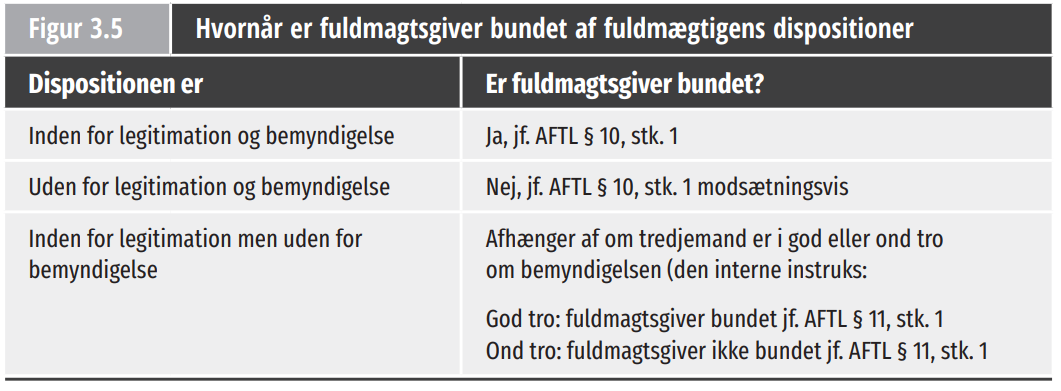 Figur 3.5 Hvornår er fuldmagtsgiver bundet af fuldmægtigens dispositioner
Dispositionen er Er fuldmagtsgiver bundet?
Inden for legitimation og bemyndigelse Ja, jf. AFTL § 10, stk. 1
Uden for legitimation og bemyndigelse Nej, jf. AFTL § 10, stk. 1 modsætningsvis
Inden for legitimation men uden for
bemyndigelse
Afhænger af om tredjemand er i god eller ond tro
om bemyndigelsen (den interne instruks:
God tro: fuldmagtsgiver bundet jf. AFTL § 11, stk. 1
Ond tro: fuldmagtsgiver ikke bundet jf. AFTL § 11, stk. 1